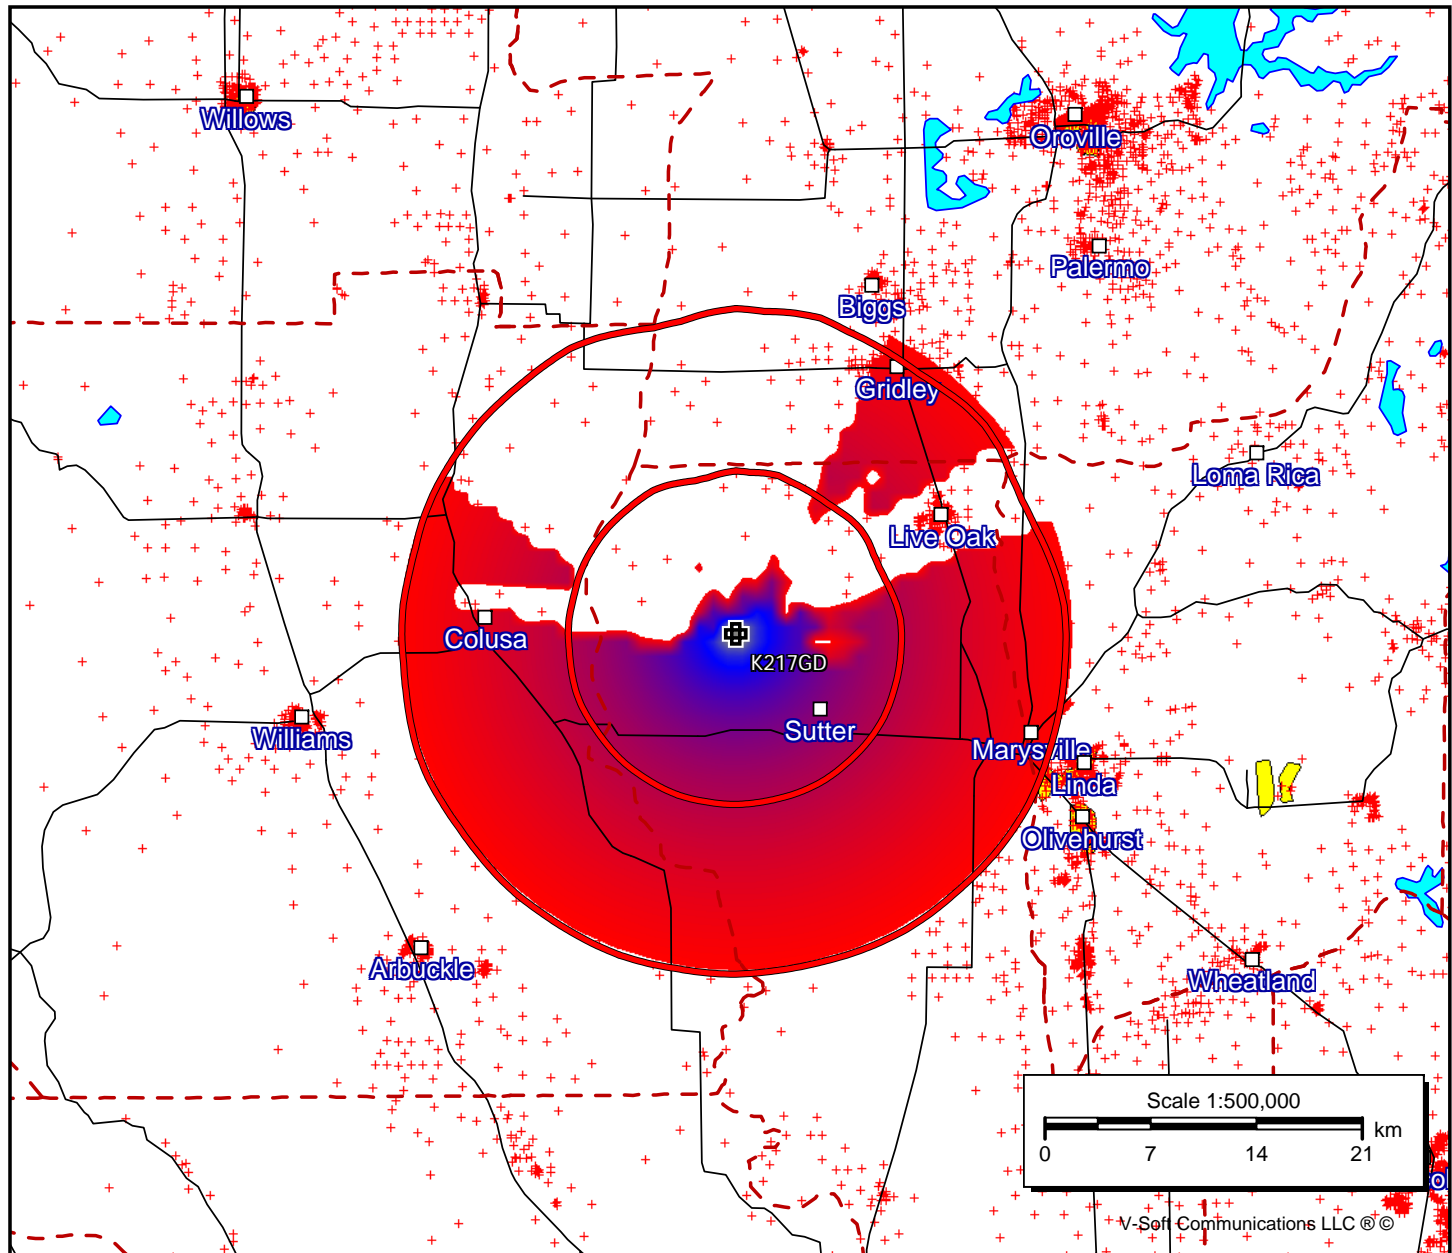 Willows
Oroville
Palermo
Biggs
Gridley
Loma Rica
Live Oak
Colusa
K217GD
Sutter
Williams
Marysville
Linda
Olivehurst
Arbuckle
Wheatland
Scale 1:500,000
km
0 7 14 21
V-Soft Communications LLC ® ©